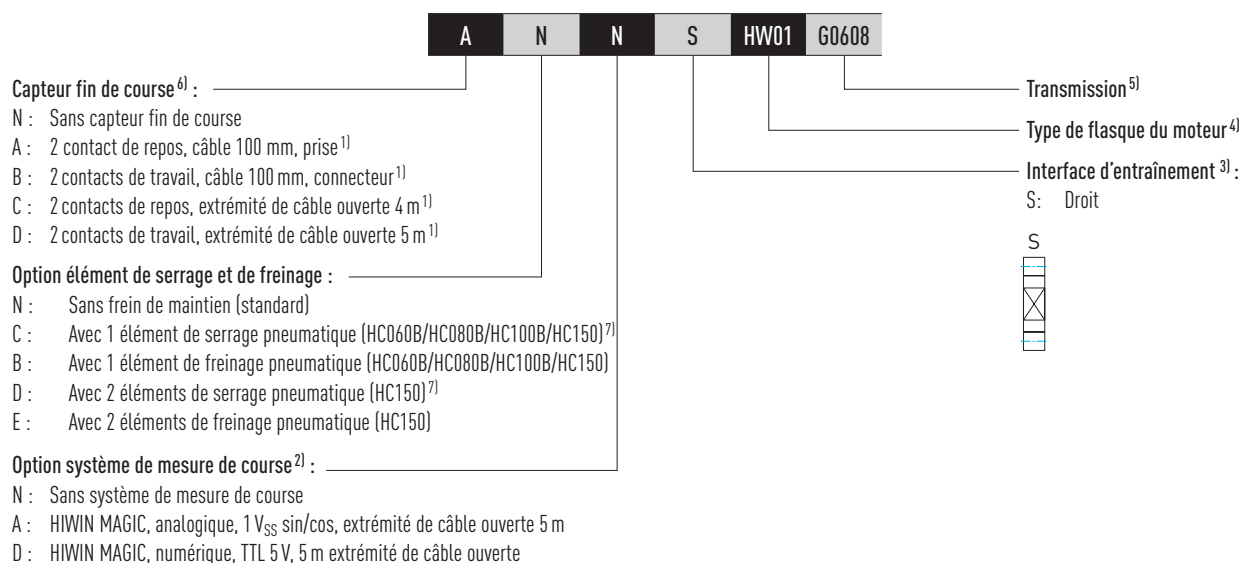 A N N S HW01 G0608
Capteur fin de course 6) :
N : Sans capteur fin de course
A : 2 contact de repos, câble 100 mm, prise 1)
B : 2 contacts de travail, câble 100 mm, connecteur 1)
C : 2 contacts de repos, extrémité de câble ouverte 4 m 1)
D : 2 contacts de travail, extrémité de câble ouverte 5 m 1)
Option élément de serrage et de freinage :
N : Sans frein de maintien (standard)
C : Avec 1 élément de serrage pneumatique (HC060B/HC080B/HC100B/HC150) 7)
B : Avec 1 élément de freinage pneumatique (HC060B/HC080B/HC100B/HC150)
D : Avec 2 éléments de serrage pneumatique (HC150) 7)
E : Avec 2 éléments de freinage pneumatique (HC150)
Option système de mesure de course 2) :
N : Sans système de mesure de course
A : HIWIN MAGIC, analogique, 1 VSS sin/cos, extrémité de câble ouverte 5 m
D : HIWIN MAGIC, numérique, TTL 5 V, 5 m extrémité de câble ouverte
Transmission 5)
Type de flasque du moteur 4)
Interface d'entraînement 3) :
S: Droit
S